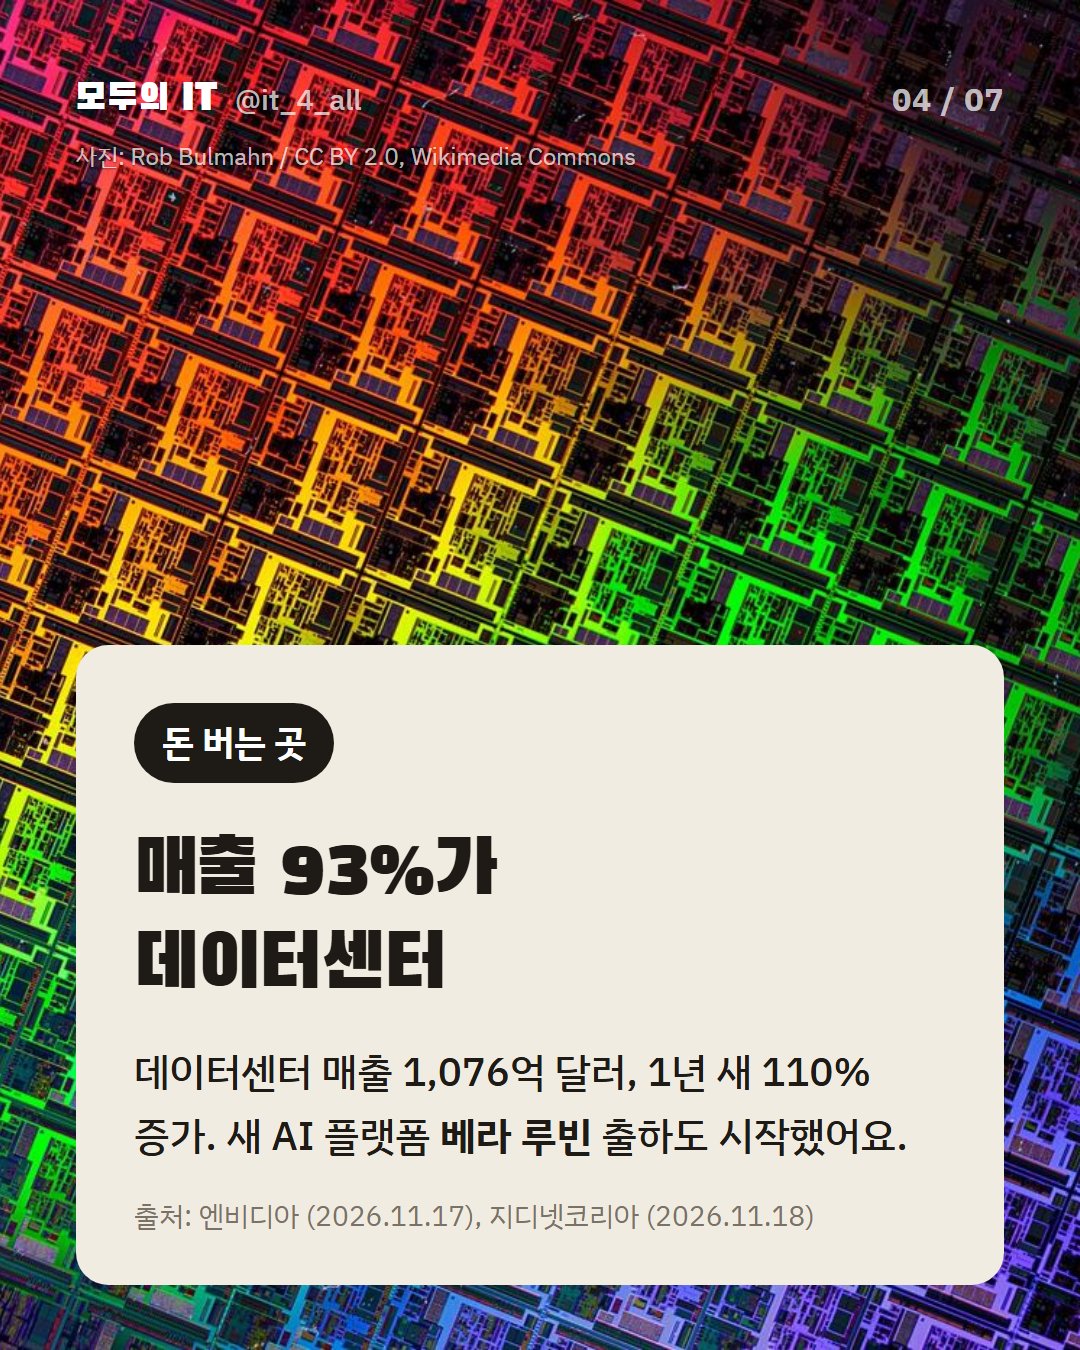 모두의 IT @it_4_all
04 / 07
사진: Rob Bulmahn / CC BY 2.0, Wikimedia Commons
돈 버는 곳
매출 93%가
데이터센터
데이터센터 매출 1,076억 달러, 1년 새 110%
증가. 새 AI 플랫폼 베라 루빈 출하도 시작했어요.
출처: 엔비디아 (2026.11.17), 지디넷코리아 (2026.11.18)